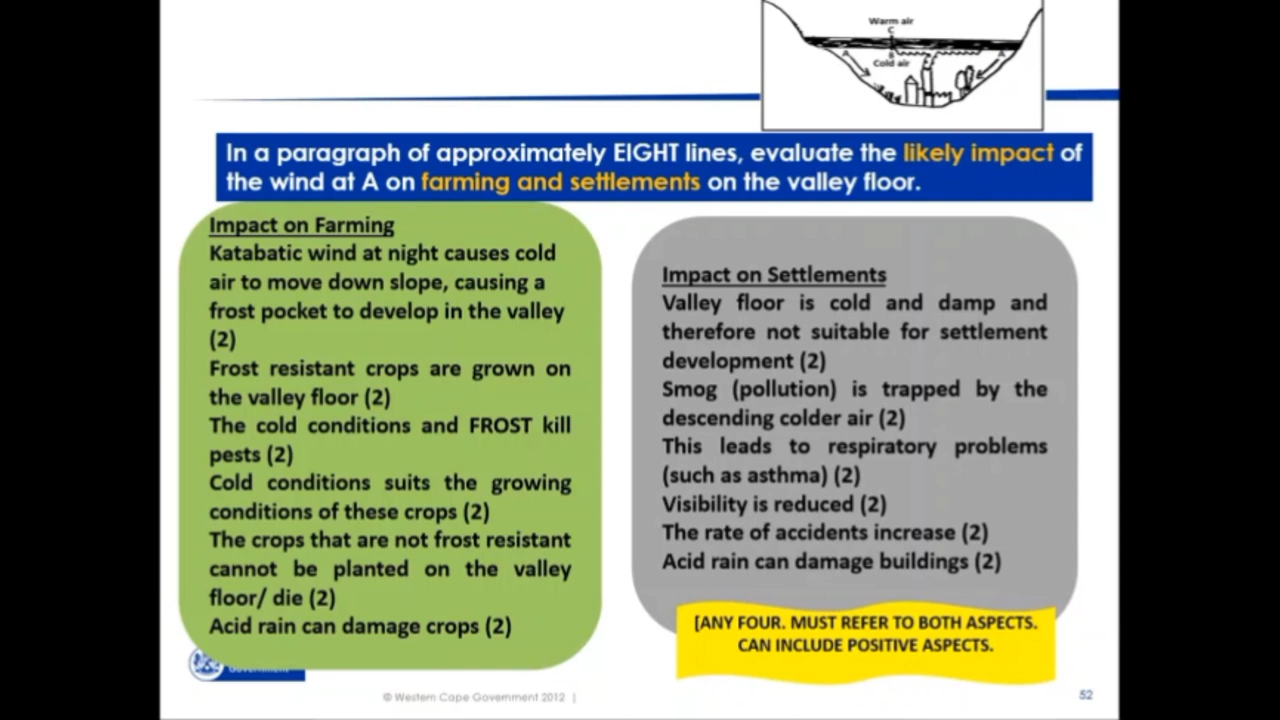 Warm air
C
A
B
A
Cold air
In a paragraph of approximately EIGHT lines, evaluate the likely impact of
the wind at A on farming and settlements on the valley floor.
Impact on Farming
Katabatic wind at night causes cold
air to move down slope, causing a
frost pocket to develop in the valley
(2)
Frost resistant crops are grown on
the valley floor (2)
The cold conditions and FROST kill
pests (2)
Cold conditions suits the growing
conditions of these crops (2)
The crops that are not frost resistant
cannot be planted on the valley
floor/ die (2)
Acid rain can damage crops (2)
Impact on Settlements
Valley floor is cold and damp and
therefore not suitable for settlement
development (2)
Smog (pollution) is trapped by the
descending colder air (2)
This leads to respiratory problems
(such as asthma) (2)
Visibility is reduced (2)
The rate of accidents increase (2)
Acid rain can damage buildings (2)
[ANY FOUR. MUST REFER TO BOTH ASPECTS.
CAN INCLUDE POSITIVE ASPECTS.
© Western Cape Government 2012 |
52